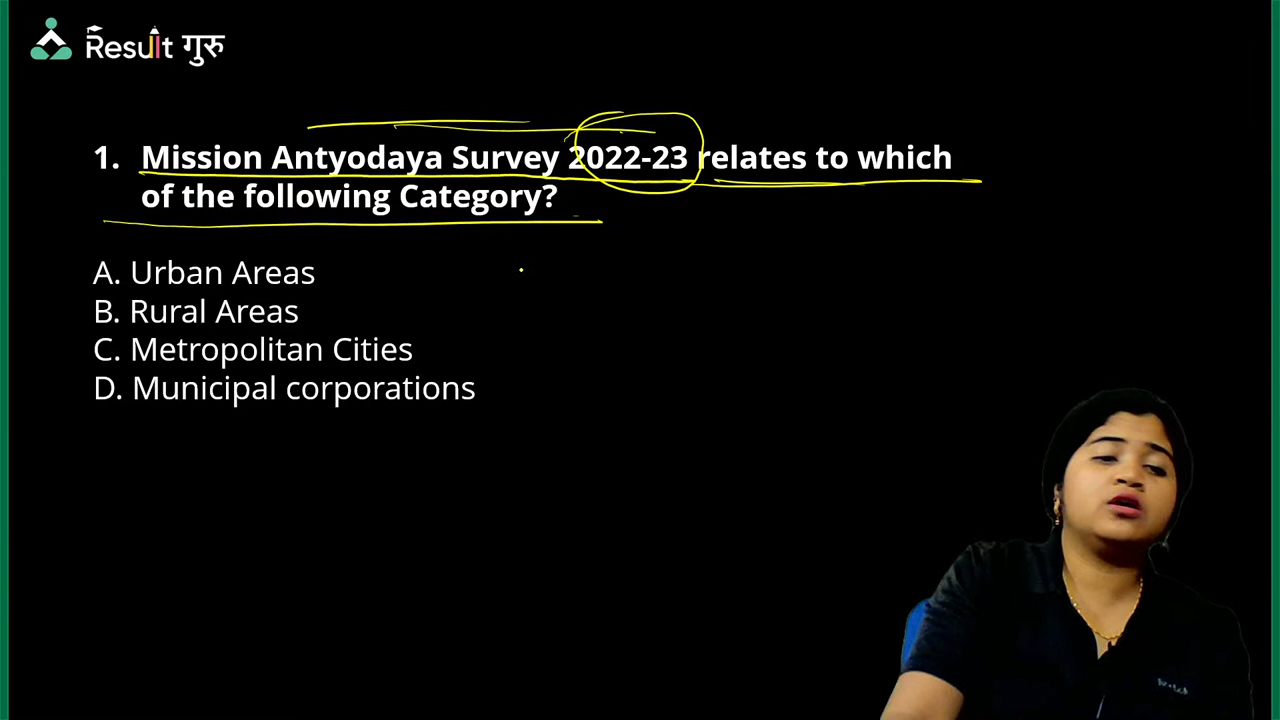 Result गुरु
1. Mission Antyodaya Survey 2022-23 relates to which
of the following Category?
A. Urban Areas
B. Rural Areas
C. Metropolitan Cities
D. Municipal corporations